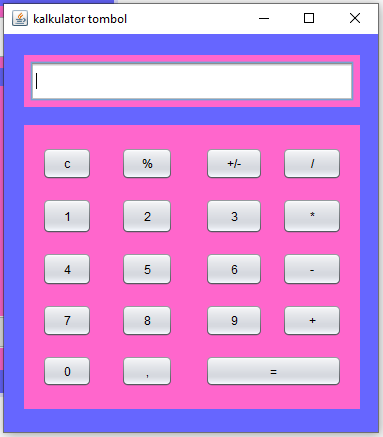 kalkulator tombol
c % +/- /
1 2 3 *
4 5 6 -
7 8 9 +
0 , =